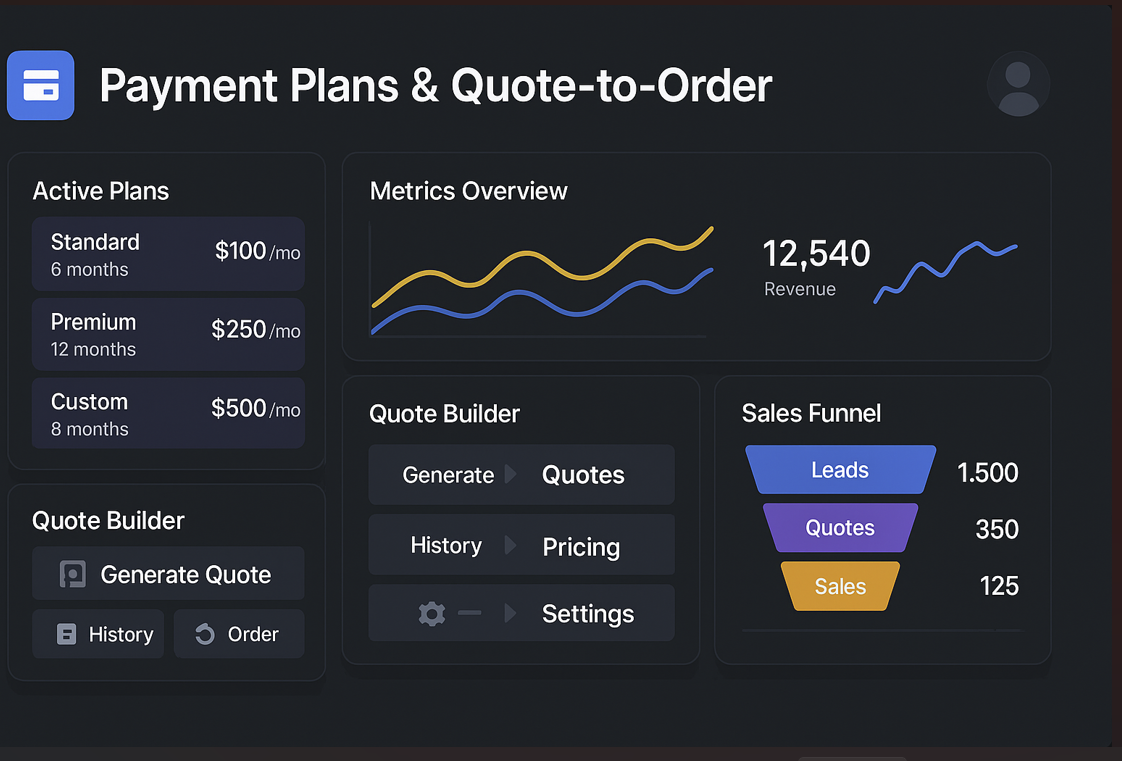 Payment Plans & Quote-to-Order
Active Plans
Standard
6 months
$100/mo
Premium
12 months
$250/mo
Custom
8 months
$500/mo
Quote Builder
Generate Quote
History
Order
Metrics Overview
12,540
Revenue
Quote Builder
Generate Quotes
History Pricing
Settings
Sales Funnel
Leads 1.500
Quotes 350
Sales 125